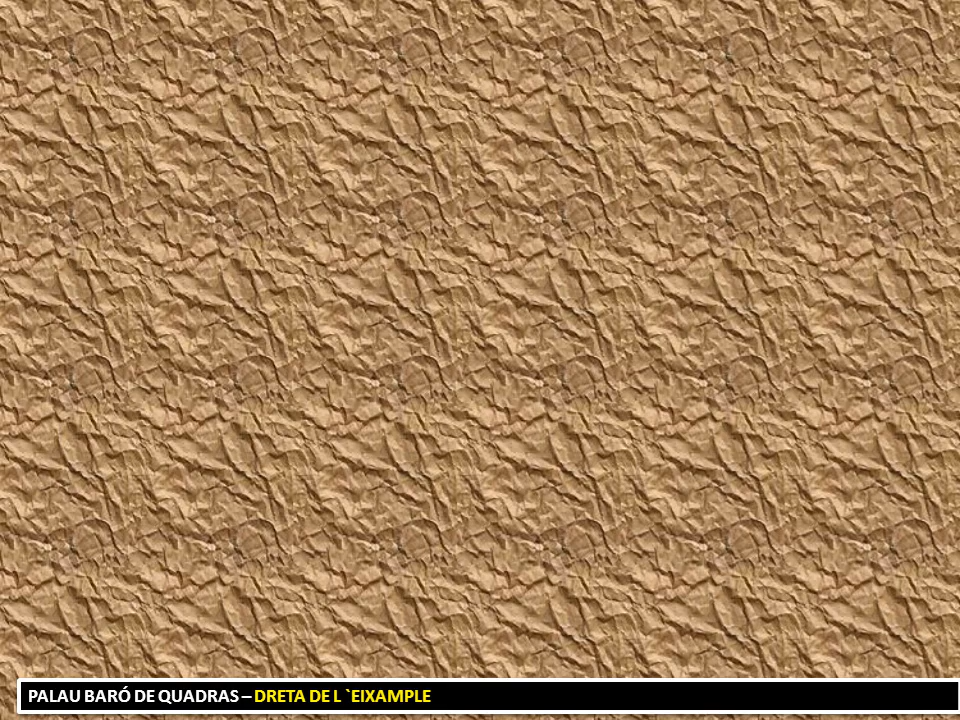 PALAU BARÓ DE QUADRAS – DRETA DE L `EIXAMPLE